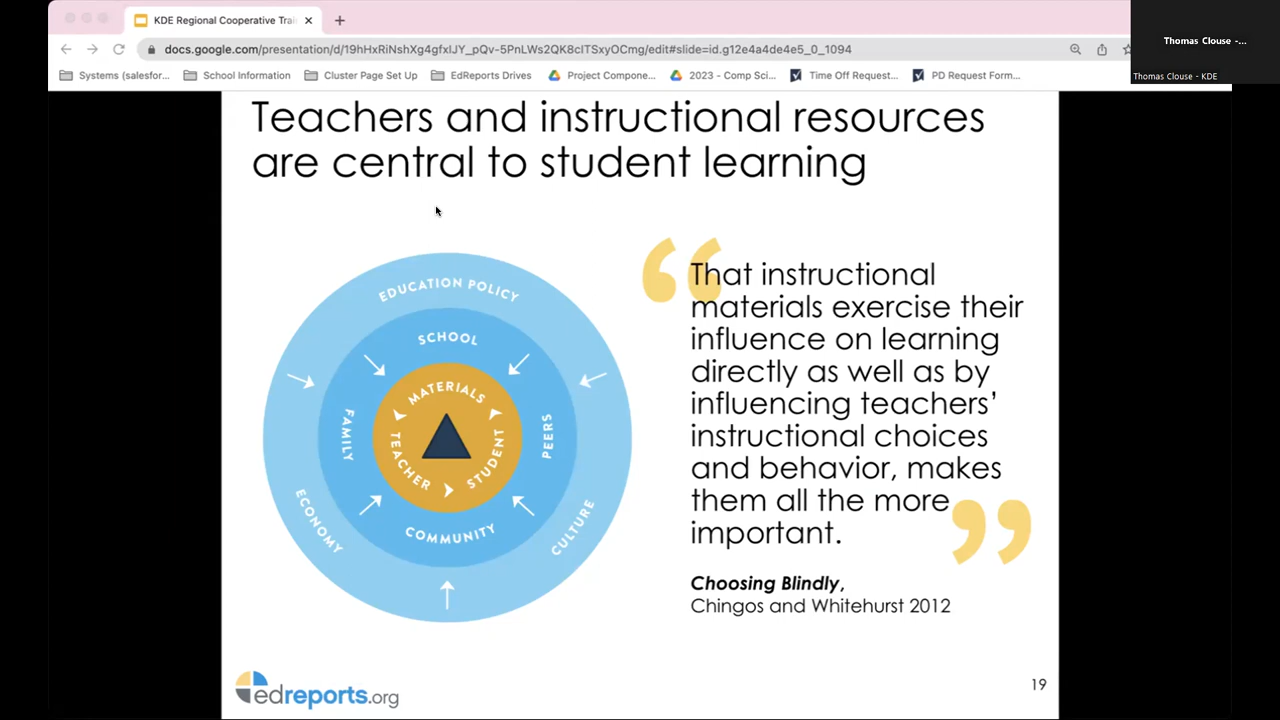 KDE Regional Cooperative Trai
docs.google.com/presentation/d/19hHxRiNshXg4gfxlJY_pQv-5PnLWs2QK8clTSxyOCmg/edit#slide=id.g12e4a4de4e5_0_1094
Systems (salesfor...
School Information
Cluster Page Set Up
EdReports Drives
Project Compone...
2023 - Comp Sci...
Time Off Request...
PD Request Form...
Thomas Clouse -...
Thomas Clouse - KDE
Teachers and instructional resources
are central to student learning
EDUCATION POLICY
SCHOOL
MATERIALS
FAMILY
TEACHER
STUDENT
PEERS
ECONOMY
COMMUNITY
CULTURE
“That instructional
materials exercise their
influence on learning
directly as well as by
influencing teachers’
instructional choices
and behavior, makes
them all the more
important.”
Choosing Blindly,
Chingos and Whitehurst 2012
edreports.org
19